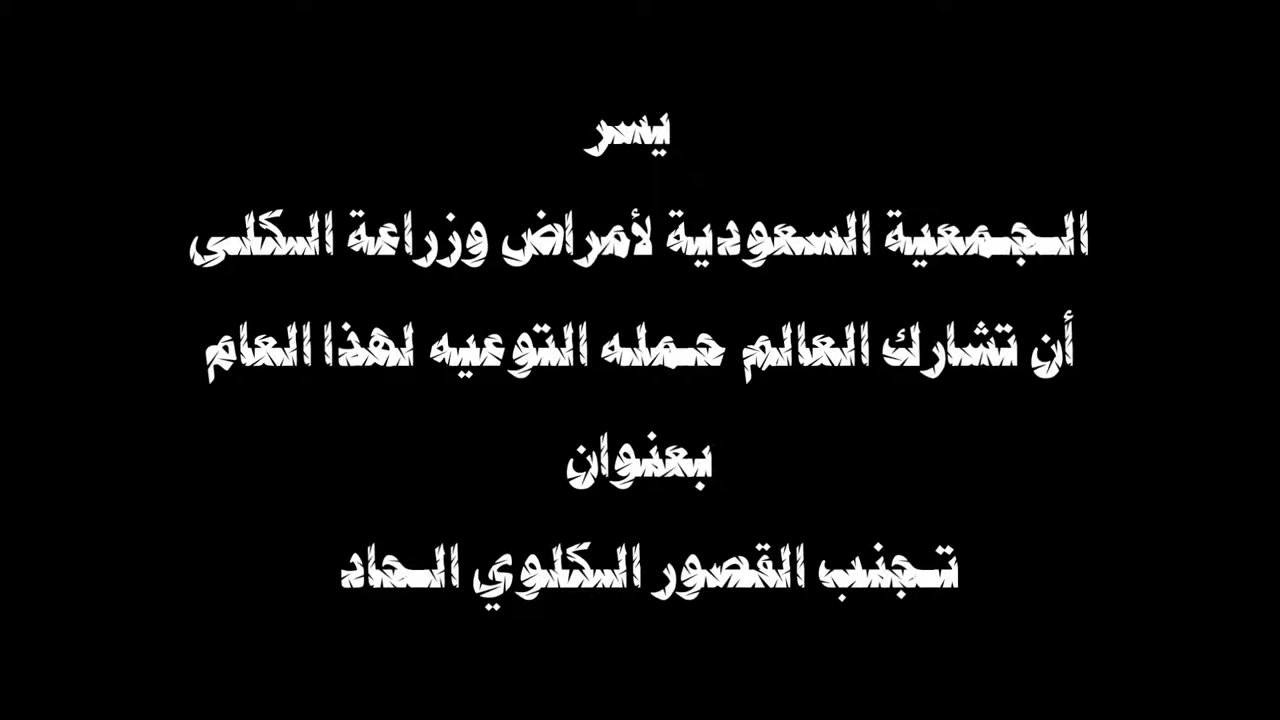 يسر
الجمعية السعودية لأمراض وزراعة الكلى
أن تشارك العالم حمله التوعيه لهذا العام
بعنوان
تجنب القصور الكلوي الحاد